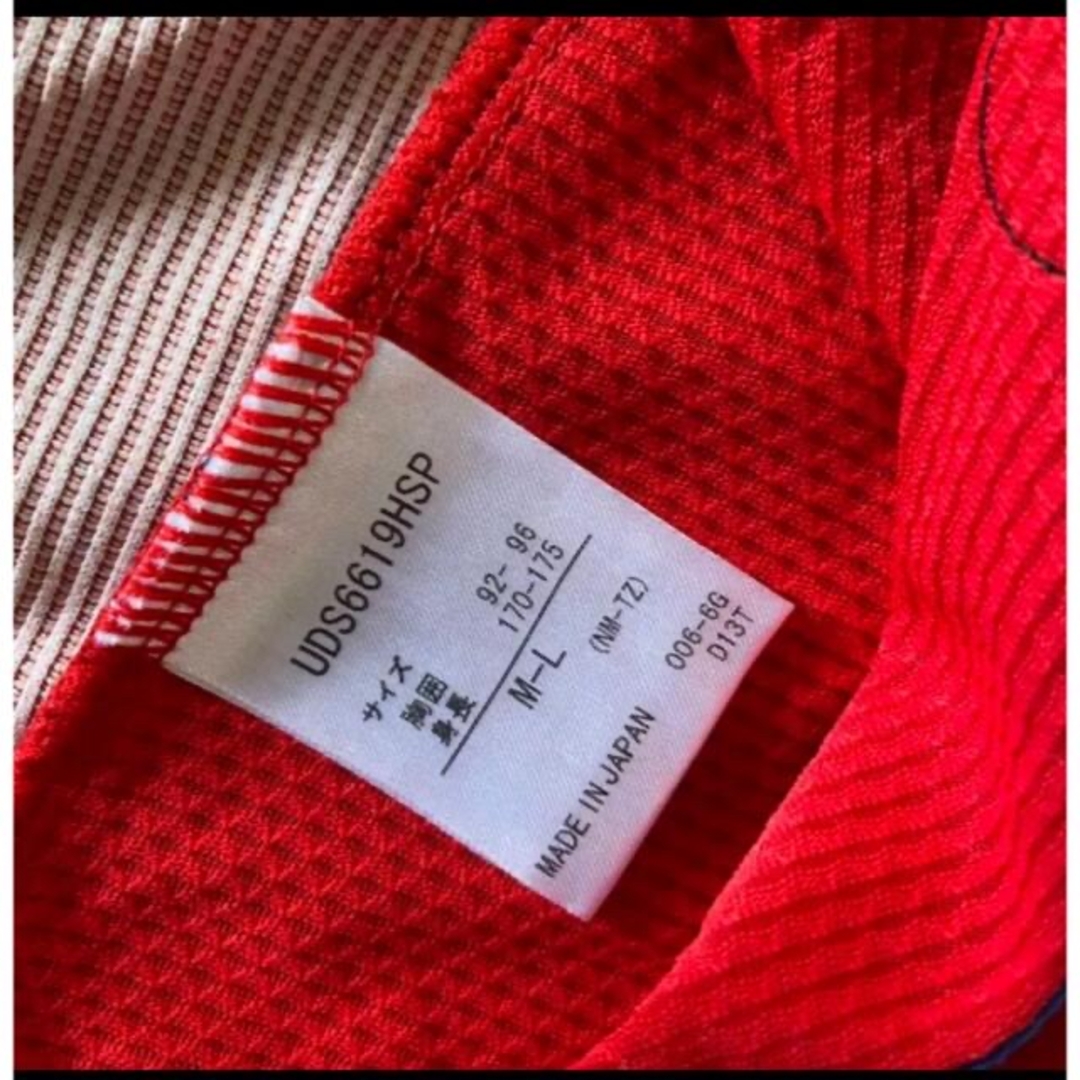 UDS6619HSP
サイズ
胸囲 92- 96
身長 170-175
M-L
(NM-TZ)
006-6G
D13T
MADE IN JAPAN